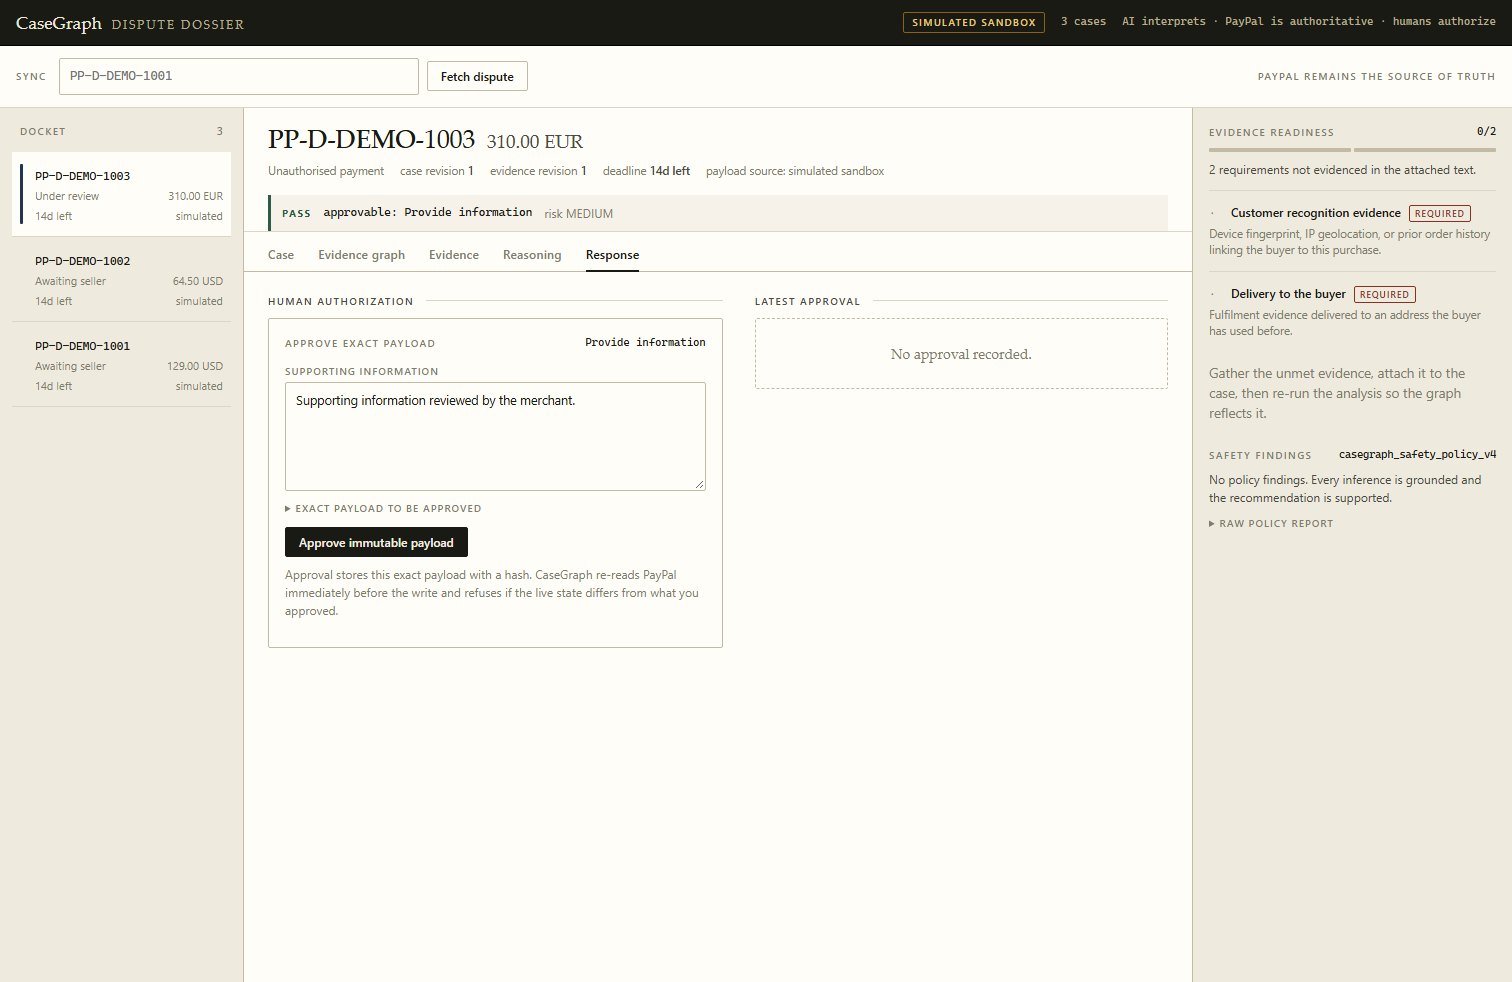 CaseGraph DISPUTE DOSSIER
SIMULATED SANDBOX 3 cases AI interprets · PayPal is authoritative · humans authorize
SYNC PP-D-DEMO-1001 Fetch dispute PAYPAL REMAINS THE SOURCE OF TRUTH
DOCKET 3
PP-D-DEMO-1003
Under review 310.00 EUR
14d left simulated
PP-D-DEMO-1002
Awaiting seller 64.50 USD
14d left simulated
PP-D-DEMO-1001
Awaiting seller 129.00 USD
14d left simulated
PP-D-DEMO-1003 310.00 EUR
Unauthorised payment case revision 1 evidence revision 1 deadline 14d left payload source: simulated sandbox
PASS approvable: Provide information risk MEDIUM
Case Evidence graph Evidence Reasoning Response
HUMAN AUTHORIZATION
APPROVE EXACT PAYLOAD Provide information
SUPPORTING INFORMATION
Supporting information reviewed by the merchant.
EXACT PAYLOAD TO BE APPROVED
Approve immutable payload
Approval stores this exact payload with a hash. CaseGraph re-reads PayPal
immediately before the write and refuses if the live state differs from what you
approved.
LATEST APPROVAL
No approval recorded.
EVIDENCE READINESS 0/2
2 requirements not evidenced in the attached text.
· Customer recognition evidence REQUIRED
Device fingerprint, IP geolocation, or prior order history
linking the buyer to this purchase.
· Delivery to the buyer REQUIRED
Fulfilment evidence delivered to an address the buyer
has used before.
Gather the unmet evidence, attach it to the
case, then re-run the analysis so the graph
reflects it.
SAFETY FINDINGS casegraph_safety_policy_v4
No policy findings. Every inference is grounded and
the recommendation is supported.
RAW POLICY REPORT